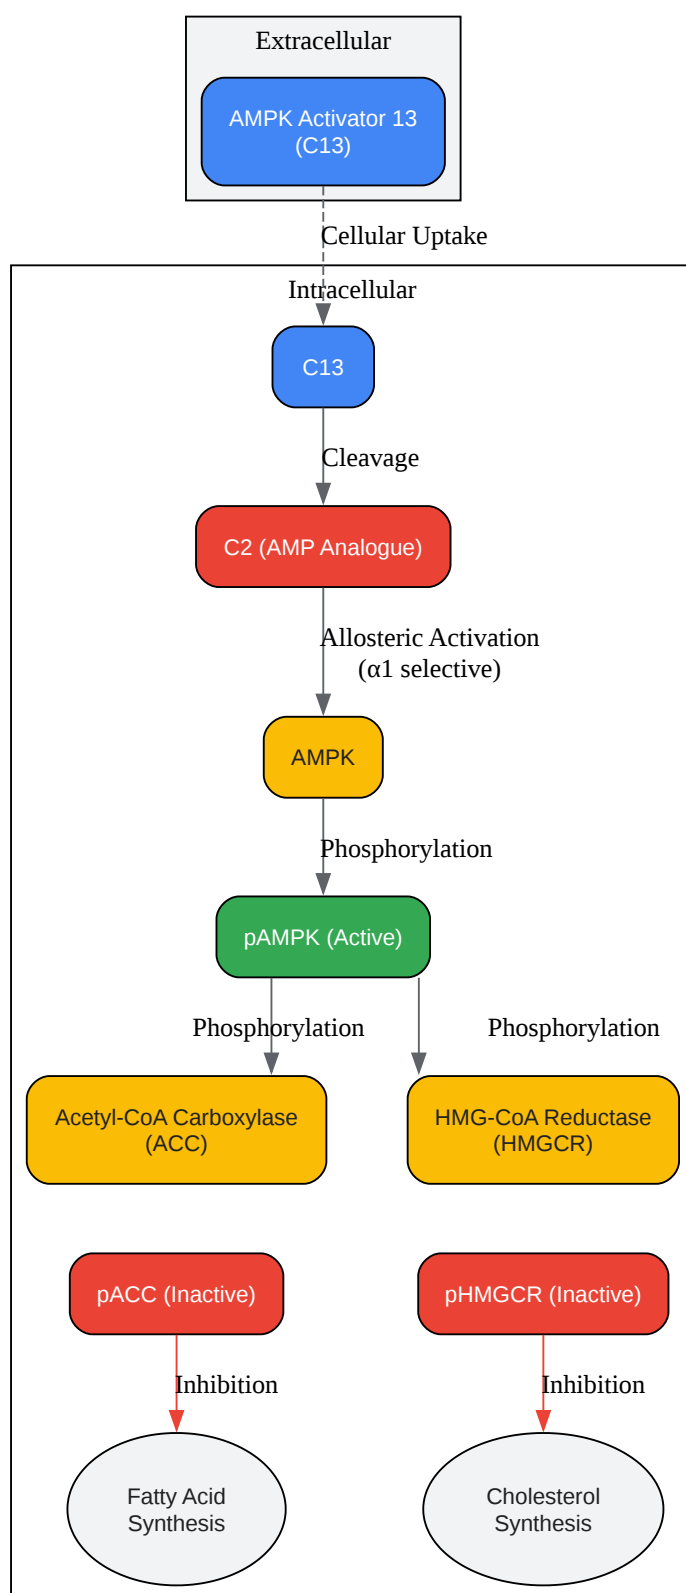 Extracellular
AMPK Activator 13
(C13)
Cellular Uptake
Intracellular
C13
Cleavage
C2 (AMP Analogue)
Allosteric Activation
(α1 selective)
AMPK
Phosphorylation
pAMPK (Active)
Phosphorylation
Phosphorylation
Acetyl-CoA Carboxylase
(ACC)
HMG-CoA Reductase
(HMGCR)
pACC (Inactive)
pHMGCR (Inactive)
Inhibition
Inhibition
Fatty Acid
Synthesis
Cholesterol
Synthesis